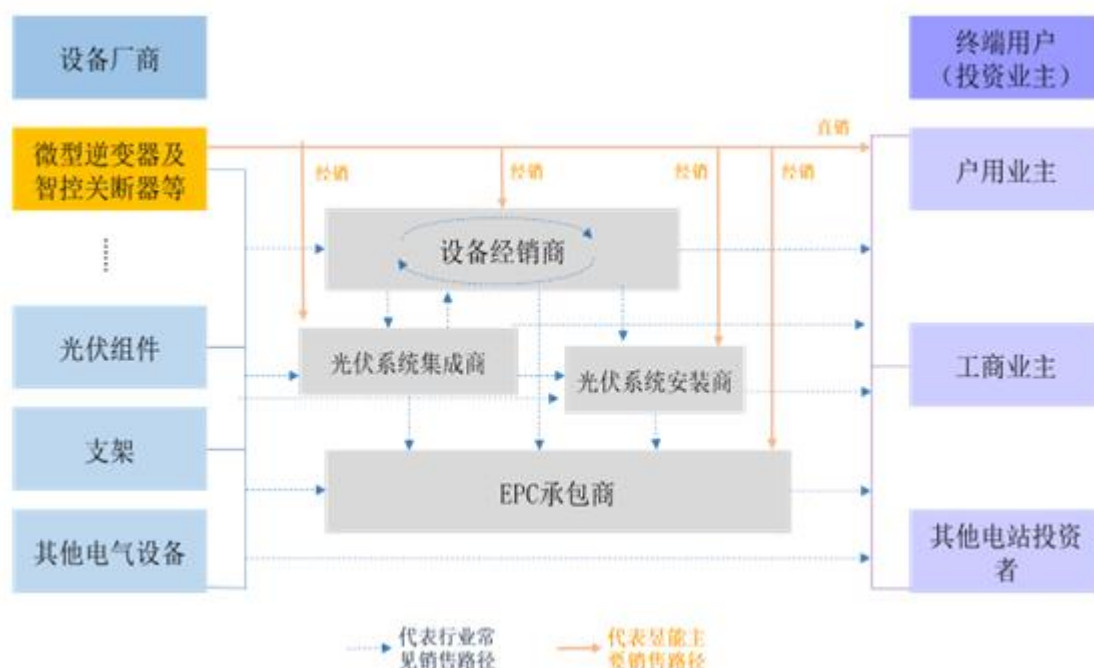 设备厂商
终端用户
（投资业主）
微型逆变器及
智控关断器等
……
光伏组件
支架
其他电气设备
直销
经销
经销
经销
经销
设备经销商
光伏系统集成商
光伏系统安装商
EPC承包商
户用业主
工商业主
其他电站投资
者
代表行业常
见销售路径
代表昱能主
要销售路径